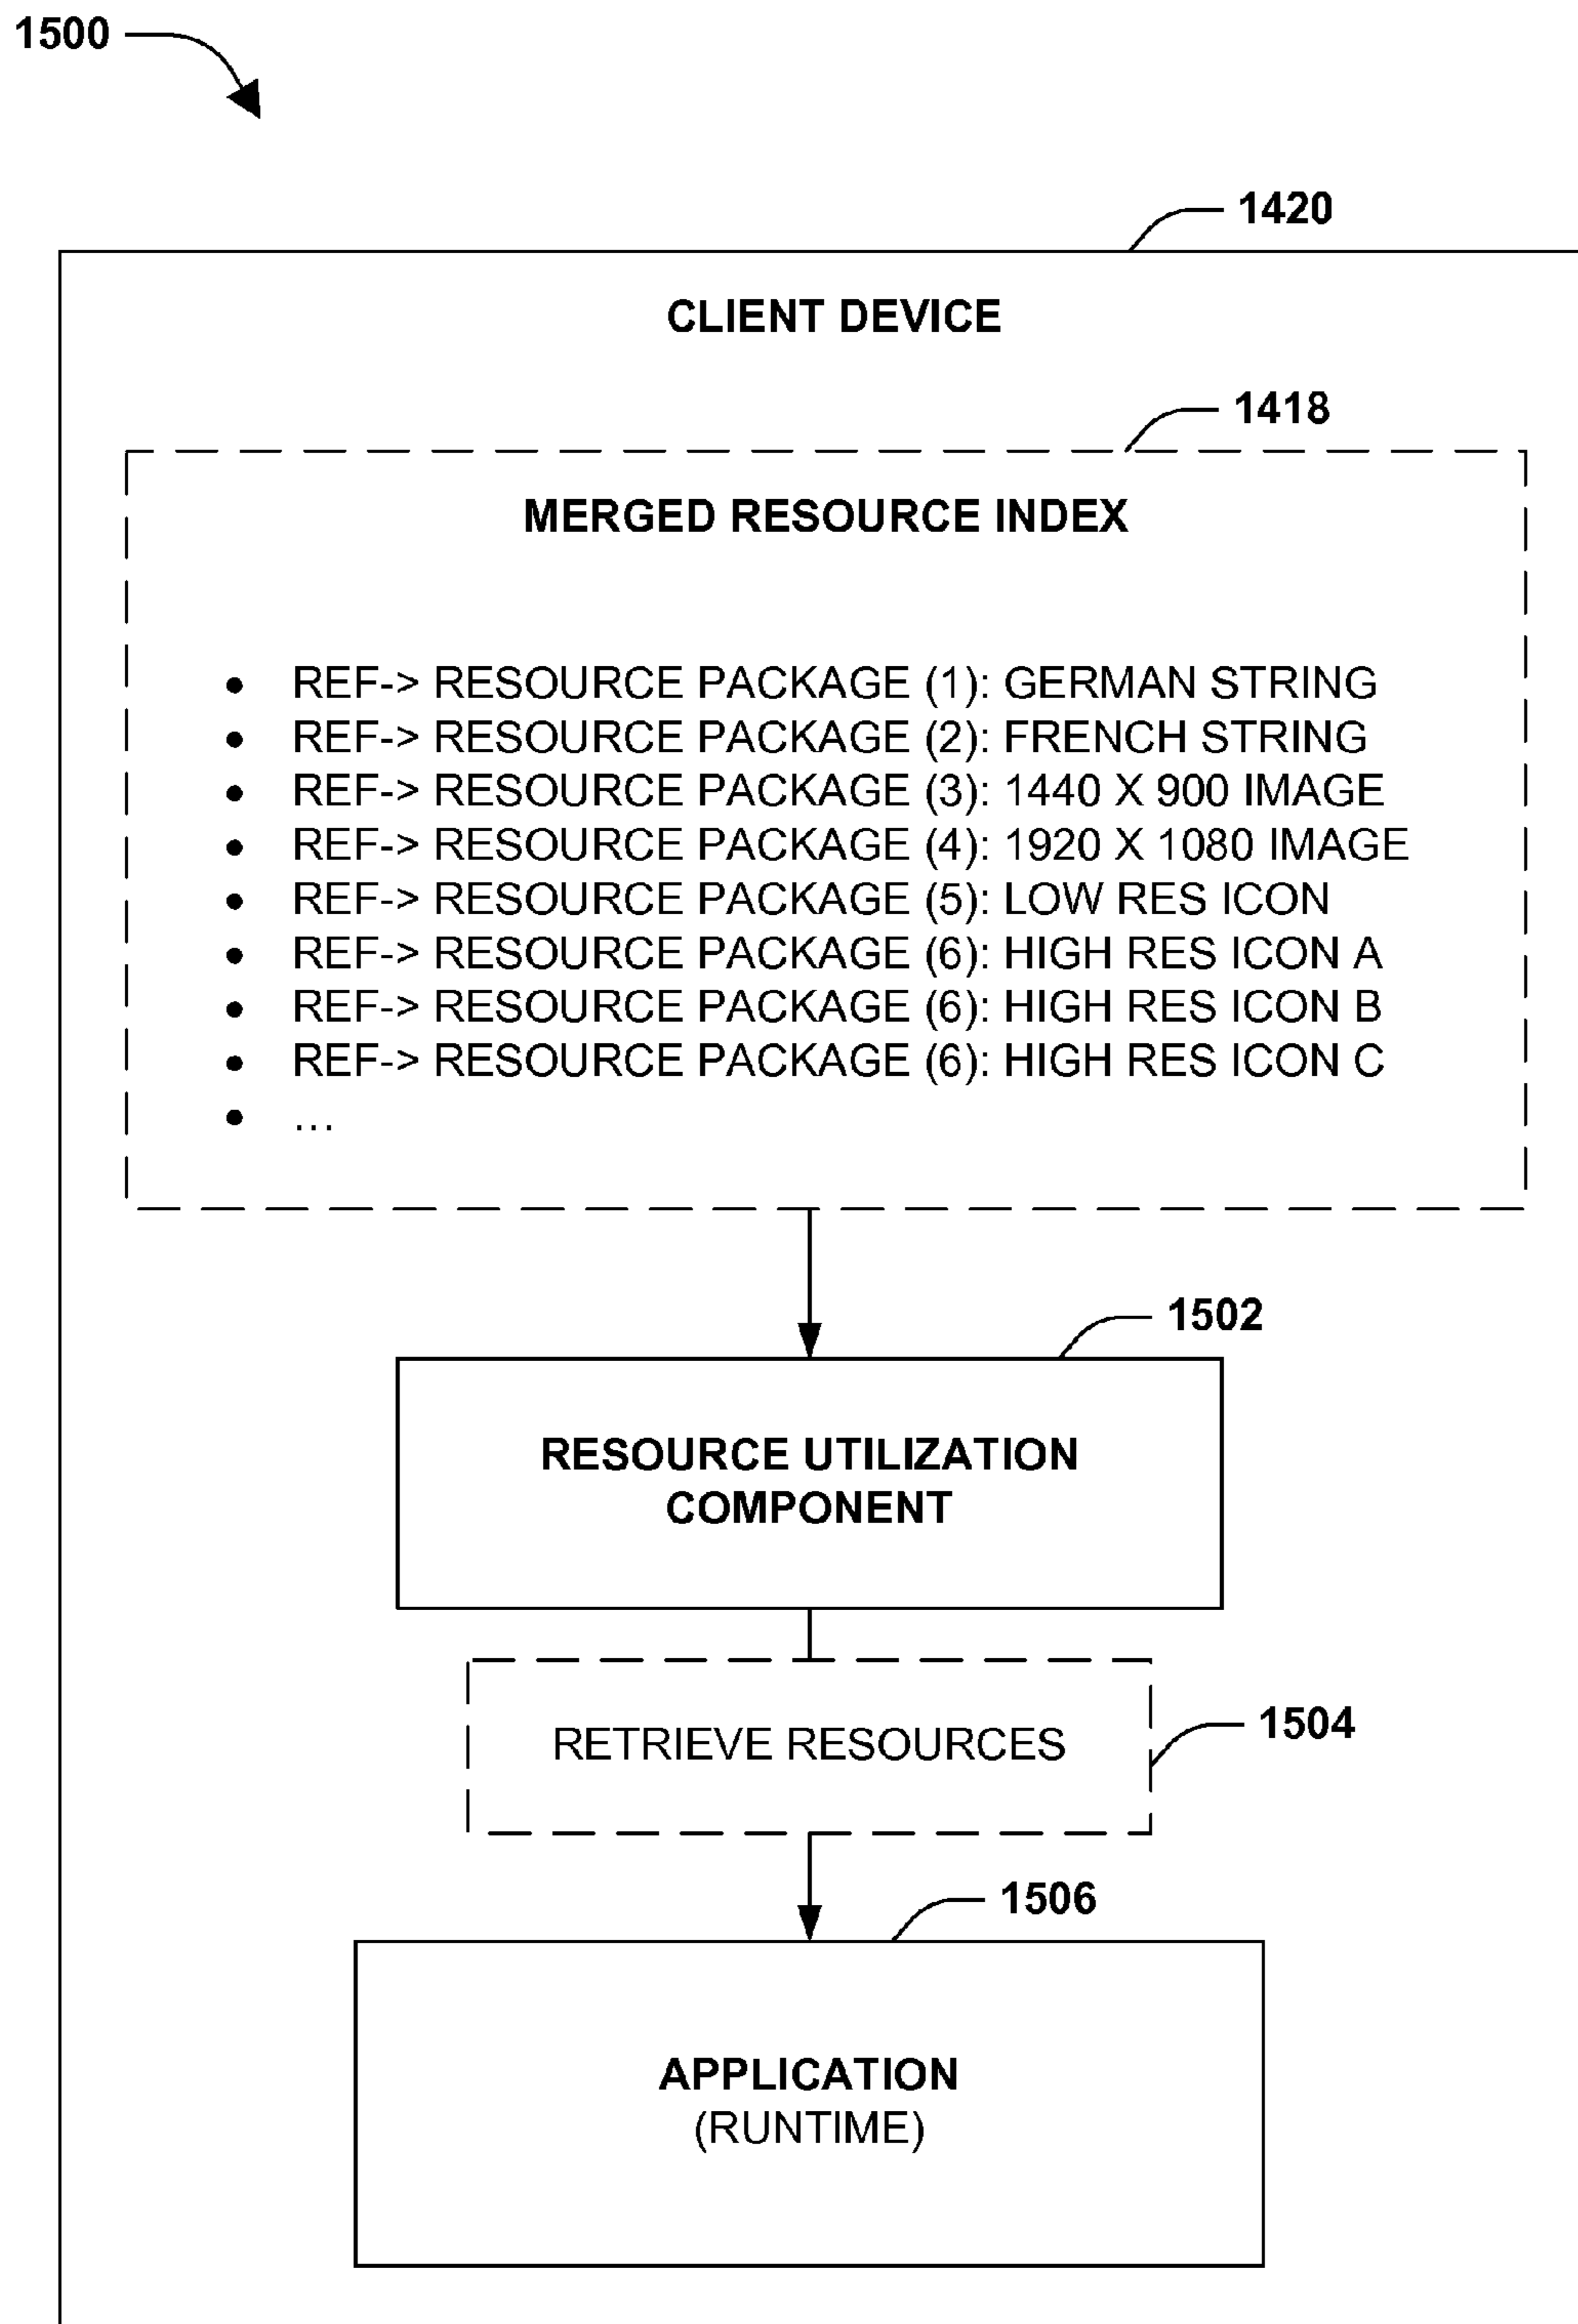 1500
1420
CLIENT DEVICE
1418
MERGED RESOURCE INDEX
• REF-> RESOURCE PACKAGE (1): GERMAN STRING
• REF-> RESOURCE PACKAGE (2): FRENCH STRING
• REF-> RESOURCE PACKAGE (3): 1440 X 900 IMAGE
• REF-> RESOURCE PACKAGE (4): 1920 X 1080 IMAGE
• REF-> RESOURCE PACKAGE (5): LOW RES ICON
• REF-> RESOURCE PACKAGE (6): HIGH RES ICON A
• REF-> RESOURCE PACKAGE (6): HIGH RES ICON B
• REF-> RESOURCE PACKAGE (6): HIGH RES ICON C
• ...
1502
RESOURCE UTILIZATION
COMPONENT
RETRIEVE RESOURCES
1504
1506
APPLICATION
(RUNTIME)